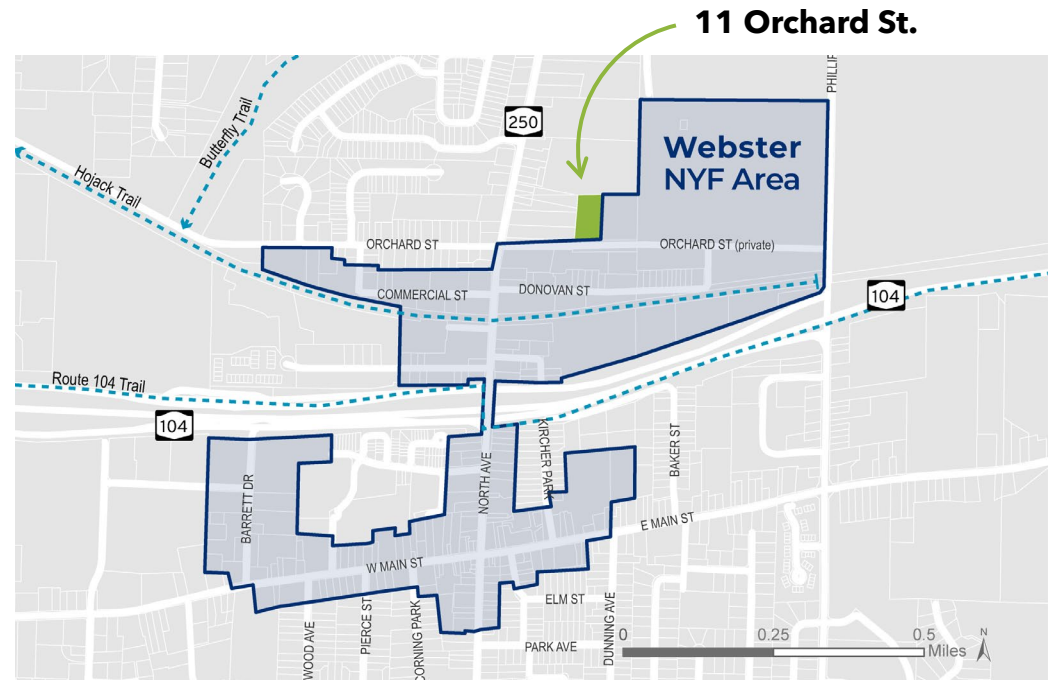 11 Orchard St.
PHILLIP
250
Butterfly Trail
Webster
NYF Area
Hojack Trail
ORCHARD ST
ORCHARD ST (private)
COMMERCIAL ST
DONOVAN ST
104
Route 104 Trail
104
KIRCHER PARK
BAKER ST
NORTH AVE
BARRETT DR
E MAIN ST
W MAIN ST
ELM ST
DUNNING AVE
PIERCE ST
CORNING PARK
WOOD AVE
PARK AVE
0 0.25 0.5
Miles
N